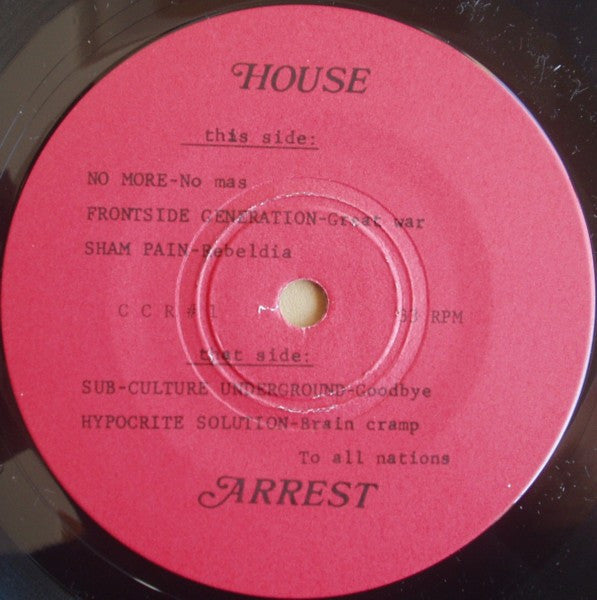 HOUSE
this side:
NO MORE-No mas
FRONTSIDE GENERATION-Great war
SHAM PAIN-Rebeldia
C C R # 1 33 RPM
that side:
SUB-CULTURE UNDERGROUND-Goodbye
HYPOCRITE SOLUTION-Brain cramp
To all nations
ARREST